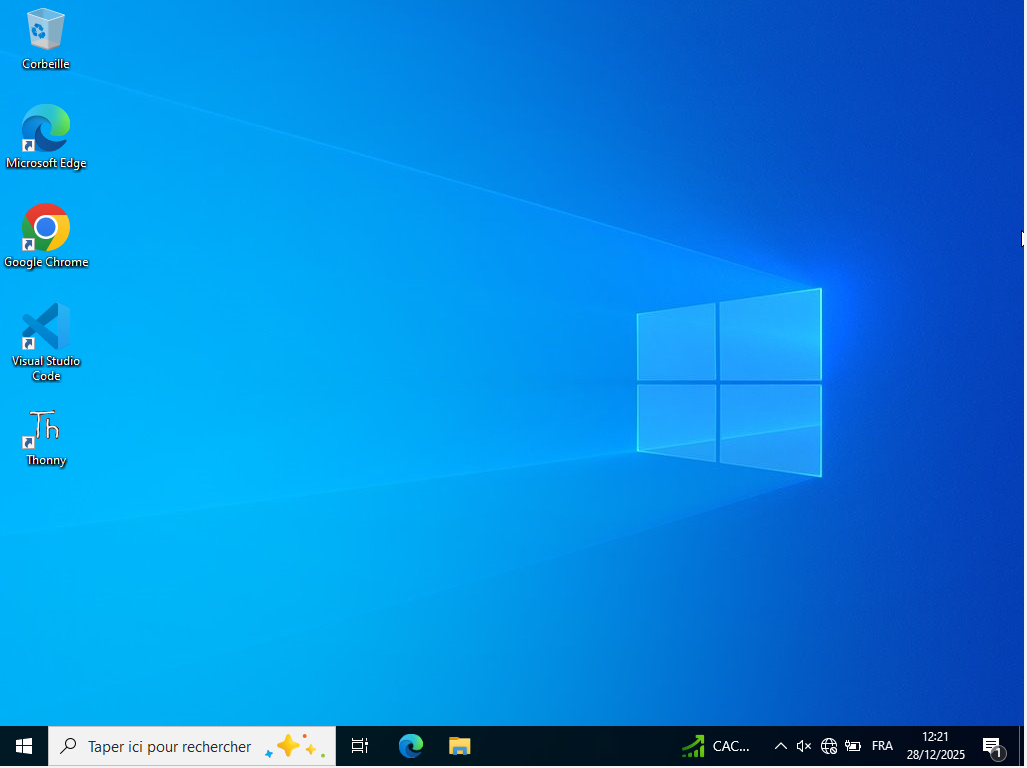 Corbeille
Microsoft Edge
Google Chrome
Visual Studio
Code
Th
Thonny
Taper ici pour rechercher
CAC...
FRA
12:21
28/12/2025
1